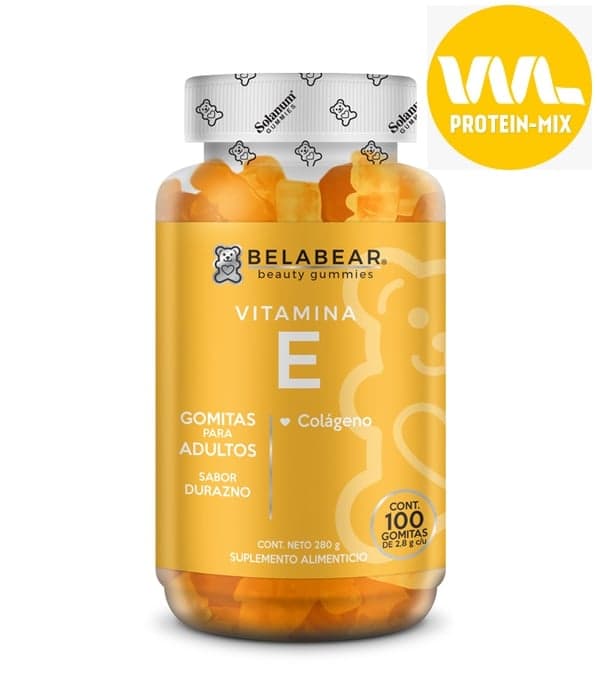 PROTEIN-MIX
Solanum®
GUMMIES
BELABEAR®
beauty gummies
VITAMINA
E
GOMITAS
PARA
ADULTOS
SABOR
DURAZNO
Colágeno
CONT.
100
GOMITAS
DE 2.8 g c/u
CONT. NETO 280 g
SUPLEMENTO ALIMENTICIO